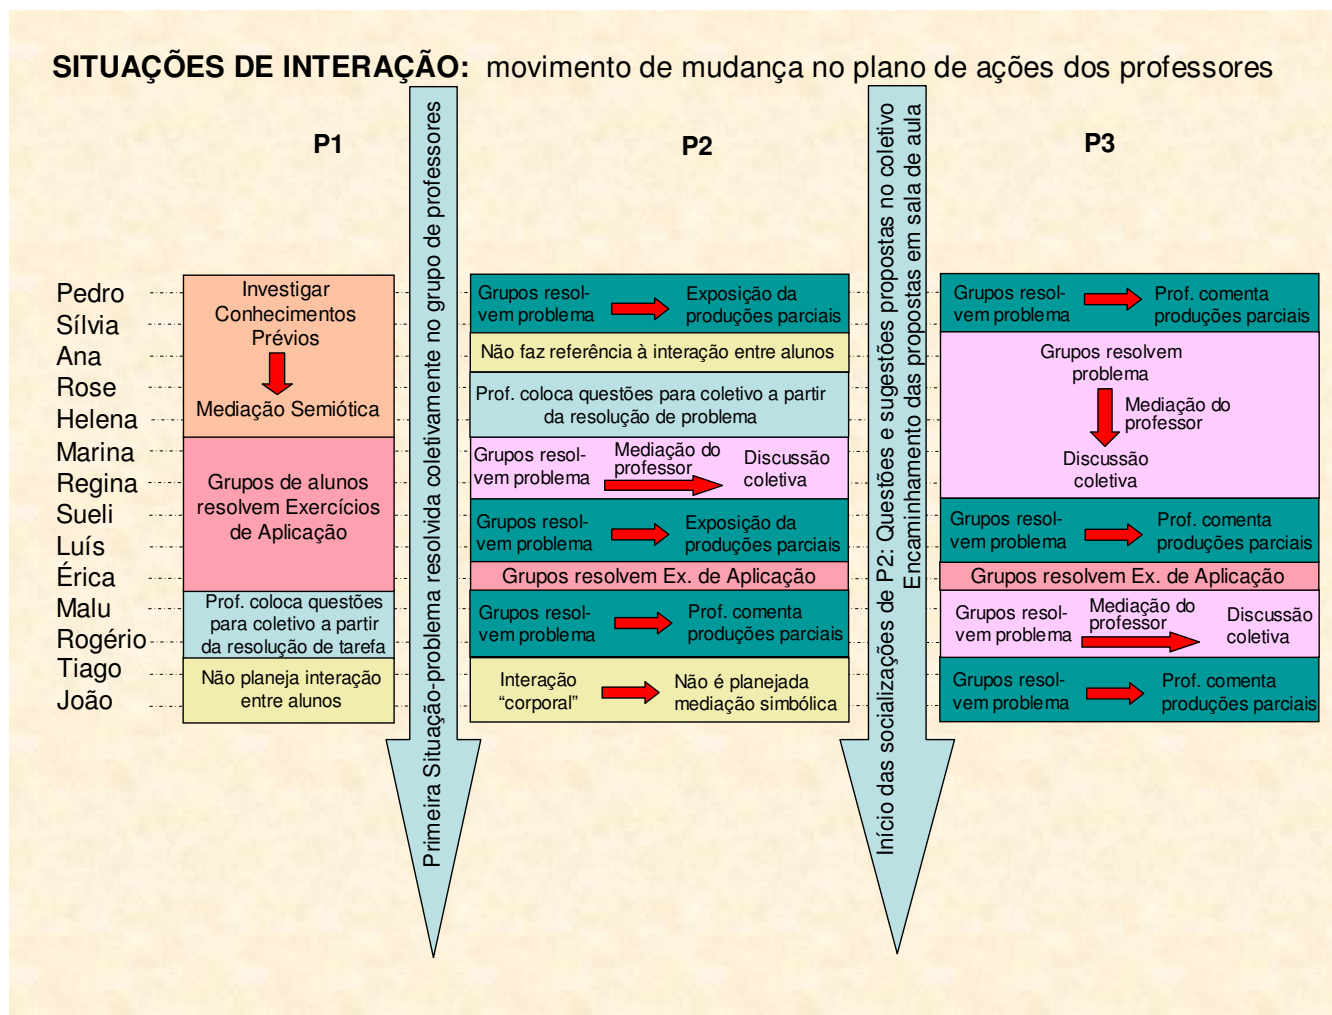 SITUAÇÕES DE INTERAÇÃO: movimento de mudança no plano de ações dos professores
P1
P2
P3
Pedro
Sílvia
Ana
Rose
Helena
Marina
Regina
Sueli
Luís
Érica
Malu
Rogério
Tiago
João
Investigar
Conhecimentos
Prévios
Mediação Semiótica
Grupos de alunos
resolvem Exercícios
de Aplicação
Prof. coloca questões
para coletivo a partir
da resolução de tarefa
Não planeja interação
entre alunos
Primeira Situação-problema resolvida coletivamente no grupo de professores
Grupos resol-
vem problema
Exposição da
produções parciais
Não faz referência à interação entre alunos
Prof. coloca questões para coletivo a partir
da resolução de problema
Grupos resol-
vem problema
Mediação do
professor
Discussão
coletiva
Grupos resol-
vem problema
Exposição da
produções parciais
Grupos resolvem Ex. de Aplicação
Grupos resol-
vem problema
Prof. comenta
produções parciais
Interação
“corporal”
Não é planejada
mediação simbólica
Início das socializações de P2: Questões e sugestões propostas no coletivo
Encaminhamento das propostas em sala de aula
Grupos resol-
vem problema
Prof. comenta
produções parciais
Grupos resolvem
problema
Mediação do
professor
Discussão
coletiva
Grupos resol-
vem problema
Prof. comenta
produções parciais
Grupos resolvem Ex. de Aplicação
Grupos resol-
vem problema
Mediação do
professor
Discussão
coletiva
Grupos resol-
vem problema
Prof. comenta
produções parciais